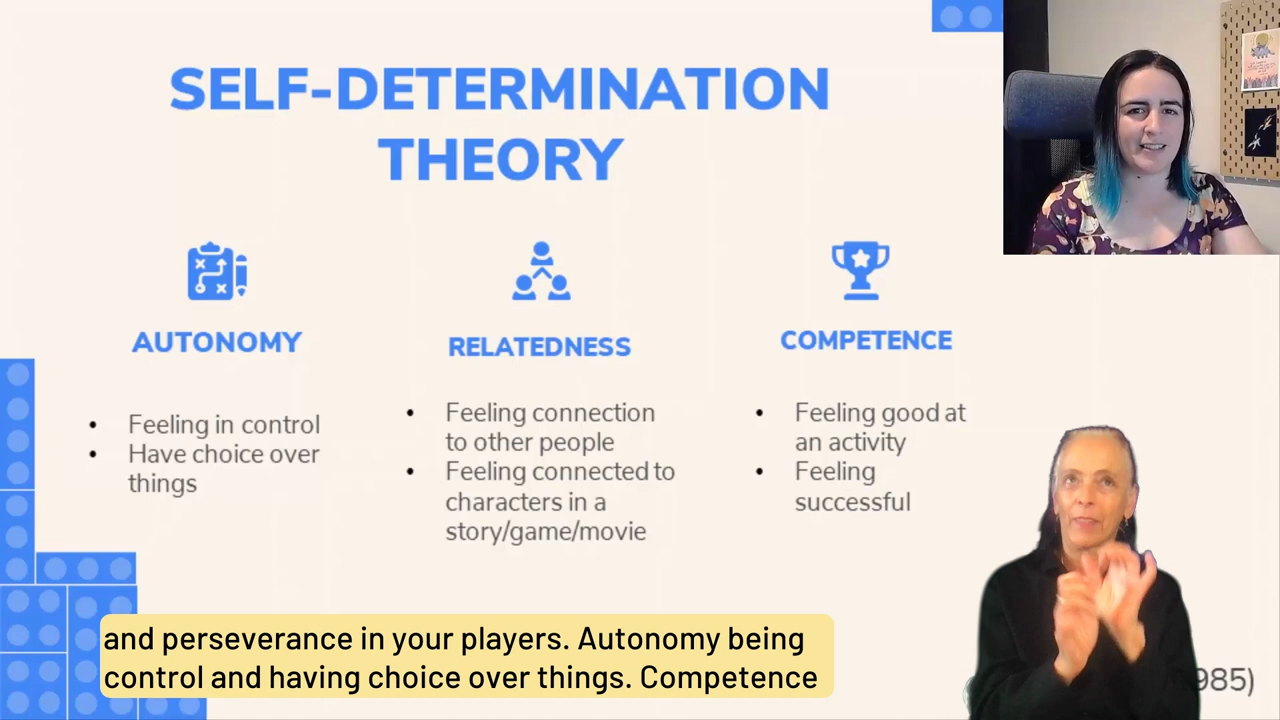 SELF-DETERMINATION
THEORY
AUTONOMY
Feeling in control
Have choice over
things
RELATEDNESS
Feeling connection
to other people
Feeling connected to
characters in a
story/game/movie
COMPETENCE
Feeling good at
an activity
Feeling
successful
and perseverance in your players. Autonomy being
control and having choice over things. Competence
985)